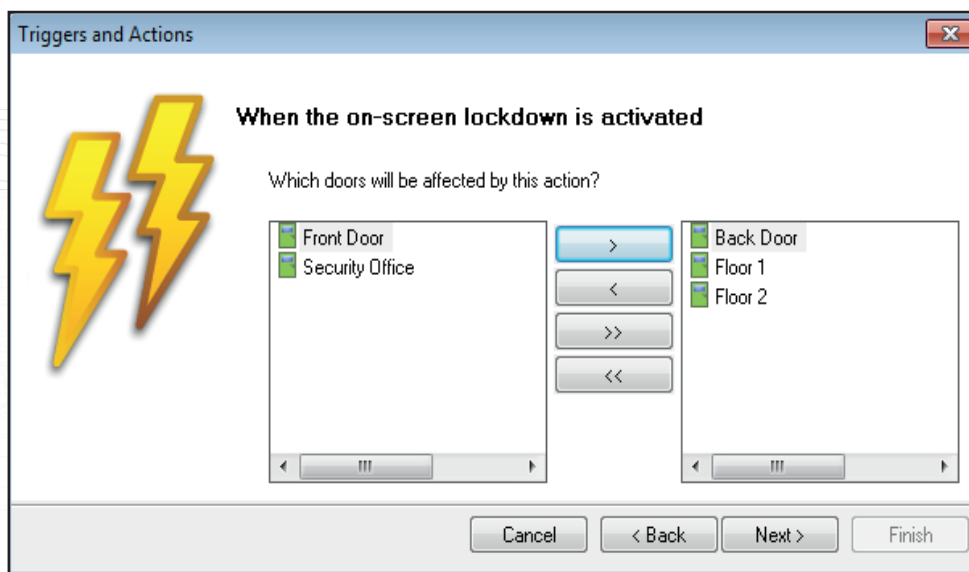 Triggers and Actions
When the on-screen lockdown is activated
Which doors will be affected by this action?
Front Door
Security Office
>
<
>>
<<
Back Door
Floor 1
Floor 2
Cancel
< Back
Next >
Finish